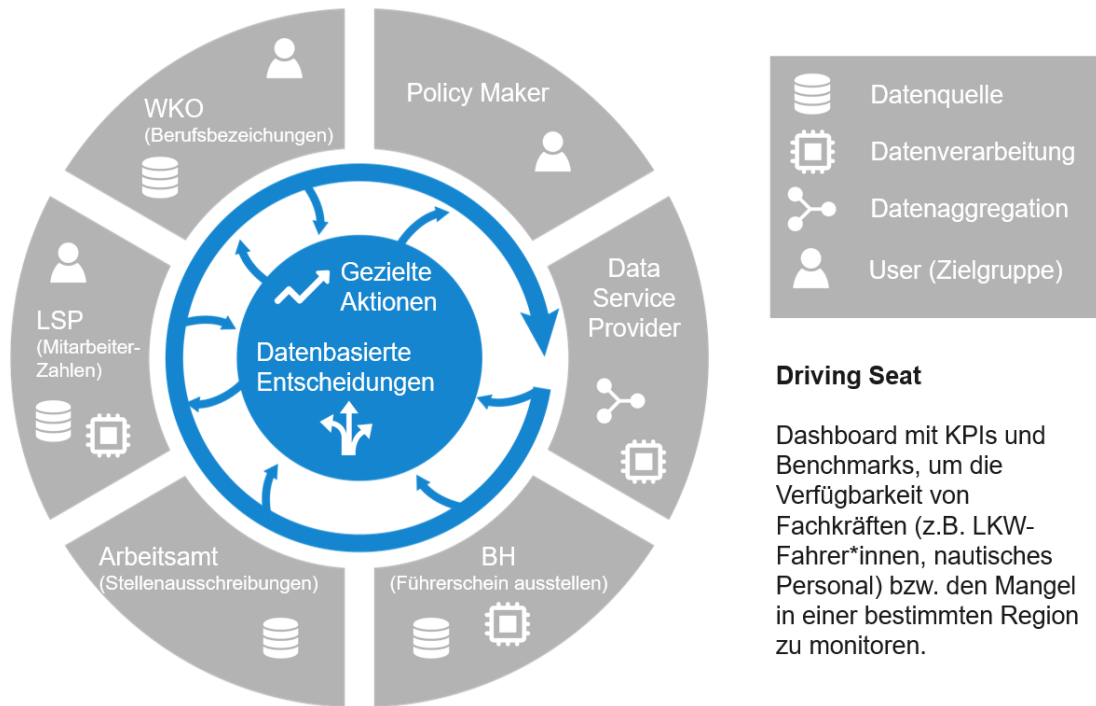 WKO
(Berufsbezeichungen)
Policy Maker
Data
Service
Provider
BH
(Führerschein ausstellen)
Arbeitsamt
(Stellenausschreibungen)
LSP
(Mitarbeiter-
Zahlen)
Gezielte
Aktionen
Datenbasierte
Entscheidungen
Datenquelle
Datenverarbeitung
Datenaggregation
User (Zielgruppe)
Driving Seat
Dashboard mit KPIs und
Benchmarks, um die
Verfügbarkeit von
Fachkräften (z.B. LKW-
Fahrer*innen, nautisches
Personal) bzw. den Mangel
in einer bestimmten Region
zu monitoren.